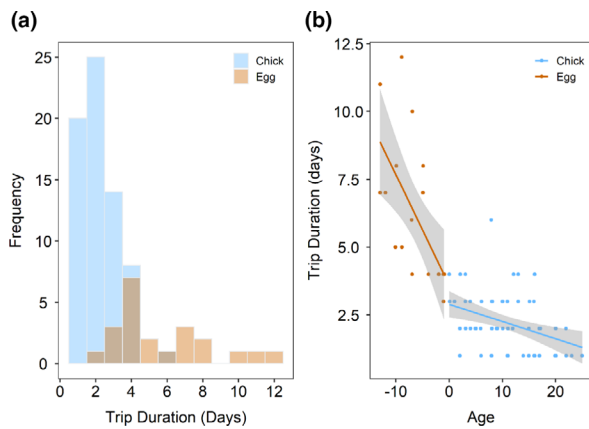 (a)
Frequency
25
20
15
10
5
0
0 2 4 6 8 10 12
Trip Duration (Days)
Chick
Egg
(b)
Trip Duration (days)
12.5
10.0
7.5
5.0
2.5
-10 0 10 20
Age
Chick
Egg